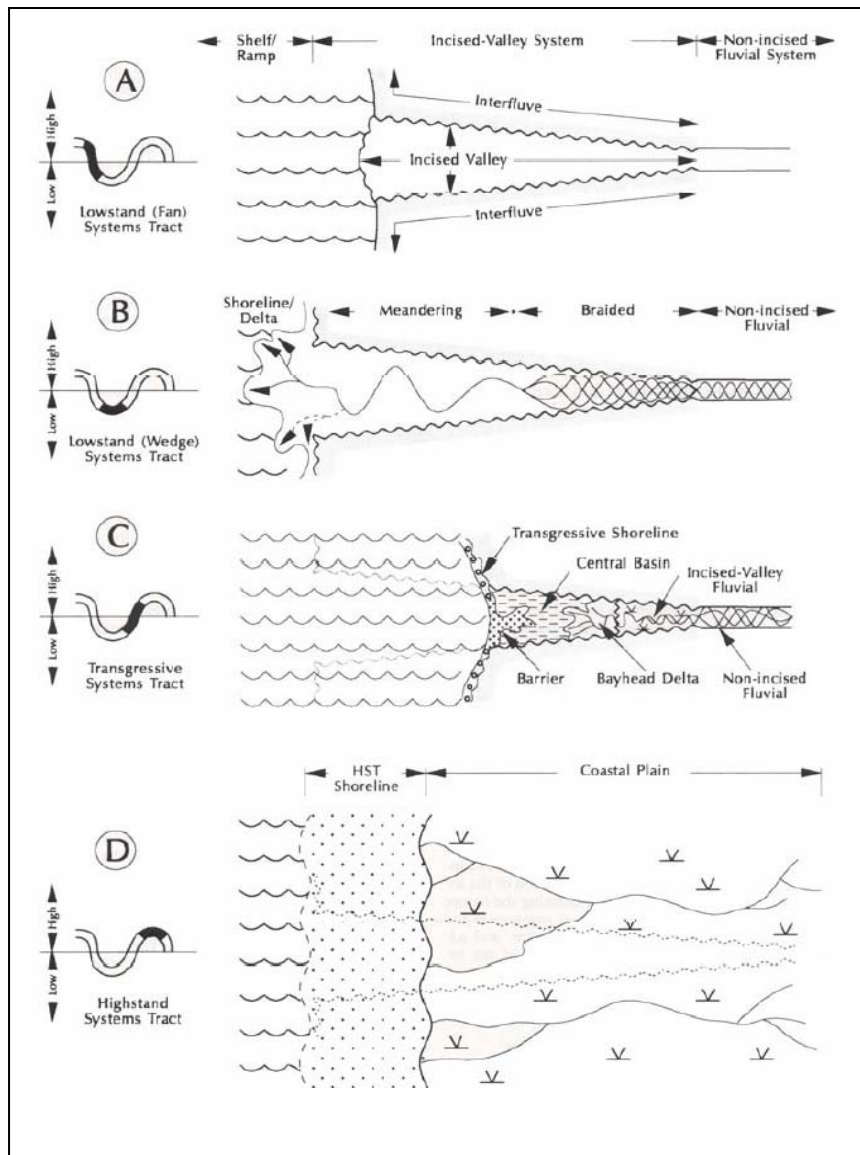 Shelf/
Ramp
Incised-Valley System
Non-incised
Fluvial System
A
High
Low
Lowstand (Fan)
Systems Tract
Interfluve
Incised Valley
Interfluve
B
High
Low
Lowstand (Wedge)
Systems Tract
Shoreline/
Delta
Meandering
Braided
Non-incised
Fluvial
C
High
Low
Transgressive
Systems Tract
Transgressive Shoreline
Central Basin
Incised-Valley
Fluvial
Barrier
Bayhead Delta
Non-incised
Fluvial
HST
Shoreline
Coastal Plain
D
High
Low
Highstand
Systems Tract